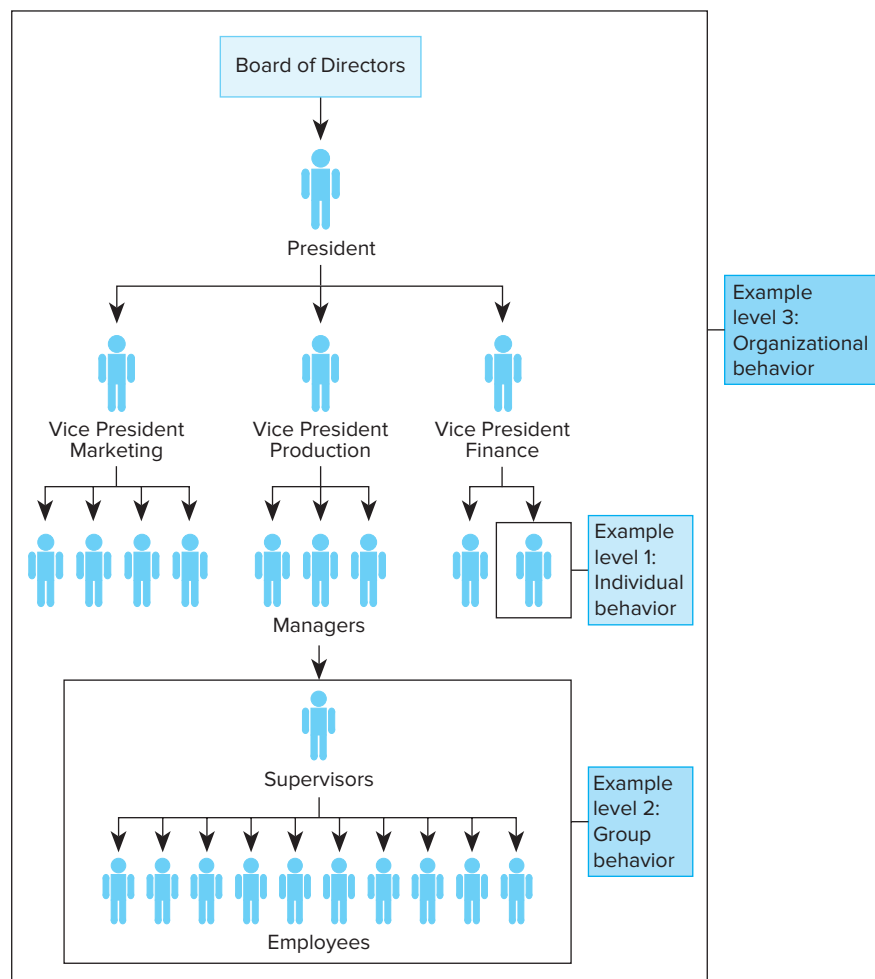 Board of Directors
President
Example
level 3:
Organizational
behavior
Vice President
Marketing
Vice President
Production
Vice President
Finance
Example
level 1:
Individual
behavior
Managers
Supervisors
Example
level 2:
Group
behavior
Employees